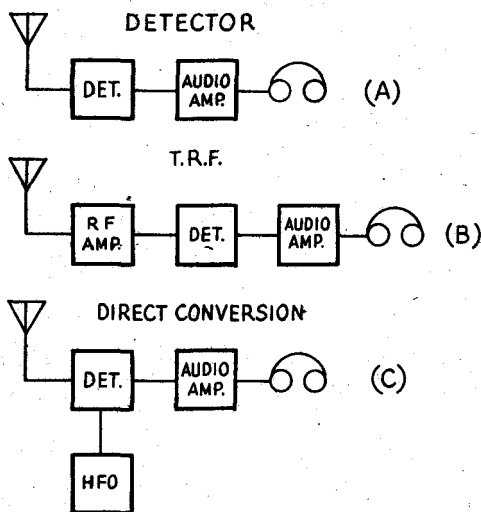 DETECTOR
DET.
AUDIO
AMP.
(A)
T.R.F.
RF
AMP.
DET.
AUDIO
AMP.
(B)
DIRECT CONVERSION
DET.
AUDIO
AMP.
(C)
HFO